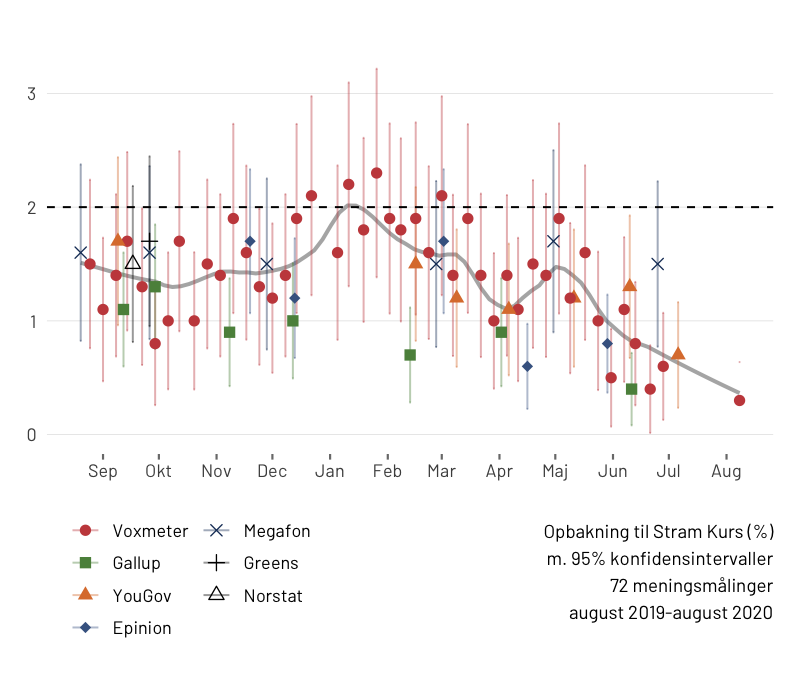 3
2
1
0
Sep Okt Nov Dec Jan Feb Mar Apr Maj Jun Jul Aug
Voxmeter Megafon
Gallup Greens
YouGov Norstat
Epinion
Opbakning til Stram Kurs (%)
m. 95% konfidensintervaller
72 meningsmålinger
august 2019-august 2020